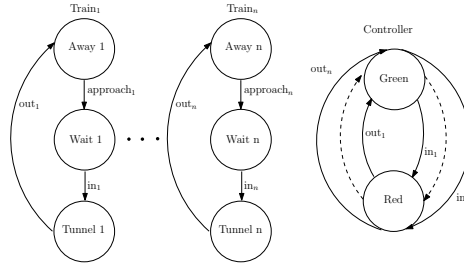 Train₁
Away 1
approach₁
Wait 1
in₁
Tunnel 1
out₁
Trainₙ
Away n
approachₙ
Wait n
inₙ
Tunnel n
outₙ
Controller
Green
Red
outₙ
out₁
in₁